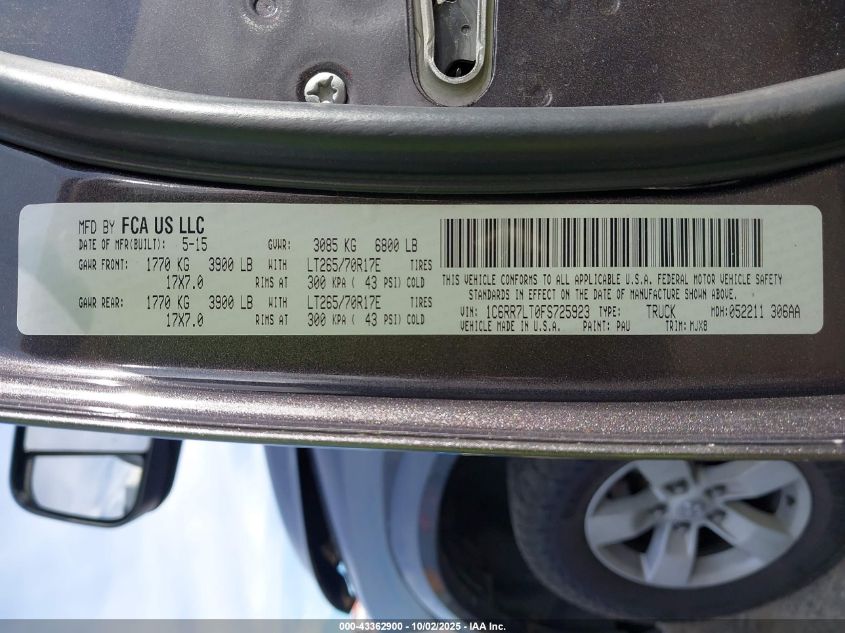 MFD BY FCA US LLC
DATE OF MFR(BUILT): 5-15 GVWR: 3085 KG 6800 LB
GAWR FRONT: 1770 KG 3900 LB WITH LT265/70R17E TIRES
17X7.0 RIMS AT 300 KPA ( 43 PSI) COLD
GAWR REAR: 1770 KG 3900 LB WITH LT265/70R17E TIRES
17X7.0 RIMS AT 300 KPA ( 43 PSI) COLD
THIS VEHICLE CONFORMS TO ALL APPLICABLE U.S.A. FEDERAL MOTOR VEHICLE SAFETY
STANDARDS IN EFFECT ON THE DATE OF MANUFACTURE SHOWN ABOVE.
VIN: 1C6RR7LT0FS725923 TYPE: TRUCK MDH:052211 306AA
VEHICLE MADE IN U.S.A. PAINT: PAU TRIM: MJX8
000-43362900 - 10/02/2025 - IAA Inc.